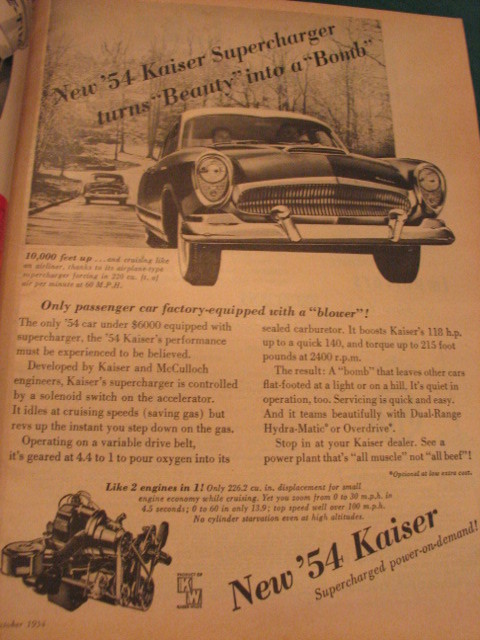 New '54 Kaiser Supercharger
turns "Beauty" into a "Bomb"
10,000 feet up . . . and cruising like
an airliner, thanks to its airplane-type
supercharger forcing in 226 cu. ft. of
air per minute at 60 M.P.H.
Only passenger car factory-equipped with a "blower"!
The only '54 car under $6000 equipped with
supercharger, the '54 Kaiser's performance
must be experienced to be believed.
Developed by Kaiser and McCulloch
engineers, Kaiser's supercharger is controlled
by a solenoid switch on the accelerator.
It idles at cruising speeds (saving gas) but
revs up the instant you step down on the gas.
Operating on a variable drive belt,
it's geared at 4.4 to 1 to pour oxygen into its
sealed carburetor. It boosts Kaiser's 118 h.p.
up to a quick 140, and torque up to 215 foot
pounds at 2400 r.p.m.
The result: A "bomb" that leaves other cars
flat-footed at a light or on a hill. It's quiet in
operation, too. Servicing is quick and easy.
And it teams beautifully with Dual-Range
Hydra-Matic* or Overdrive*.
Stop in at your Kaiser dealer. See a
power plant that's "all muscle" not "all beef"!
*Optional at low extra cost.
Like 2 engines in 1! Only 226.2 cu. in. displacement for small
engine economy while cruising. Yet you zoom from 0 to 30 m.p.h. in
4.5 seconds; 0 to 60 in only 13.9; top speed well over 100 m.p.h.
No cylinder starvation even at high altitudes.
PRODUCT OF
KW
New '54 Kaiser
Supercharged power-on-demand!
1954